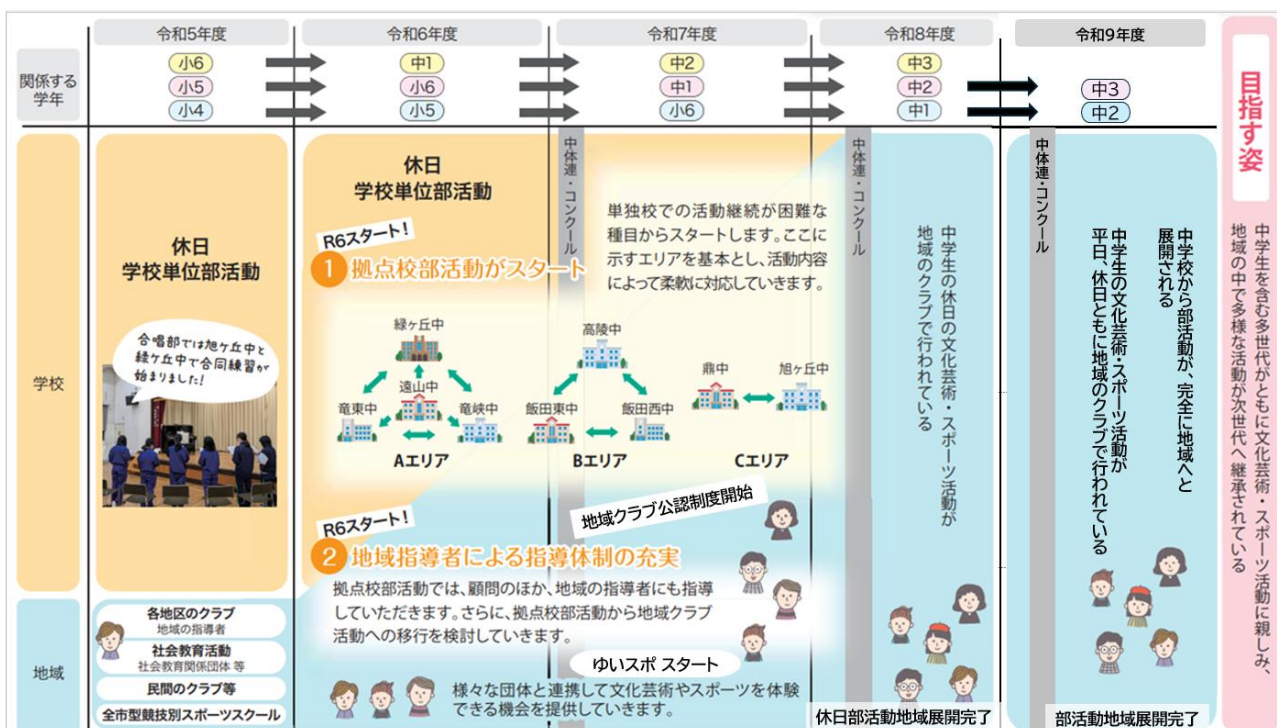 令和5年度
令和6年度
令和7年度
令和8年度
令和9年度
関係する
学年
小6
中1
中2
中3
小5
小6
中1
中2
中3
小4
小5
小6
中1
中2
学校
休日
学校単位部活動
合唱部では旭ケ丘中と
緑ケ丘中で合同練習が
始まりました!
休日
学校単位部活動
中体連・コンクール
R6スタート!
1 拠点校部活動がスタート
単独校での活動継続が困難な
種目からスタートします。ここに
示すエリアを基本とし、活動内容
によって柔軟に対応していきます。
緑ヶ丘中
遠山中
竜東中
竜峡中
Aエリア
高陵中
飯田東中
飯田西中
Bエリア
鼎中
旭ヶ丘中
Cエリア
地域クラブ公認制度開始
R6スタート!
2 地域指導者による指導体制の充実
拠点校部活動では、顧問のほか、地域の指導者にも指導
していただきます。さらに、拠点校部活動から地域クラブ
活動への移行を検討していきます。
ゆいスポ スタート
様々な団体と連携して文化芸術やスポーツを体験
できる機会を提供していきます。
中体連・コンクール
中学生の休日の文化芸術・スポーツ活動が
地域のクラブで行われている
休日部活動地域展開完了
中体連・コンクール
中学校から部活動が、完全に地域へと
展開される
中学生の文化芸術・スポーツ活動が
平日、休日ともに地域のクラブで行われている
部活動地域展開完了
地域
各地区のクラブ
地域の指導者
社会教育活動
社会教育関係団体 等
民間のクラブ等
全市型競技別スポーツスクール
目指す姿
中学生を含む多世代がともに文化芸術・スポーツ活動に親しみ、
地域の中で多様な活動が次世代へ継承されている